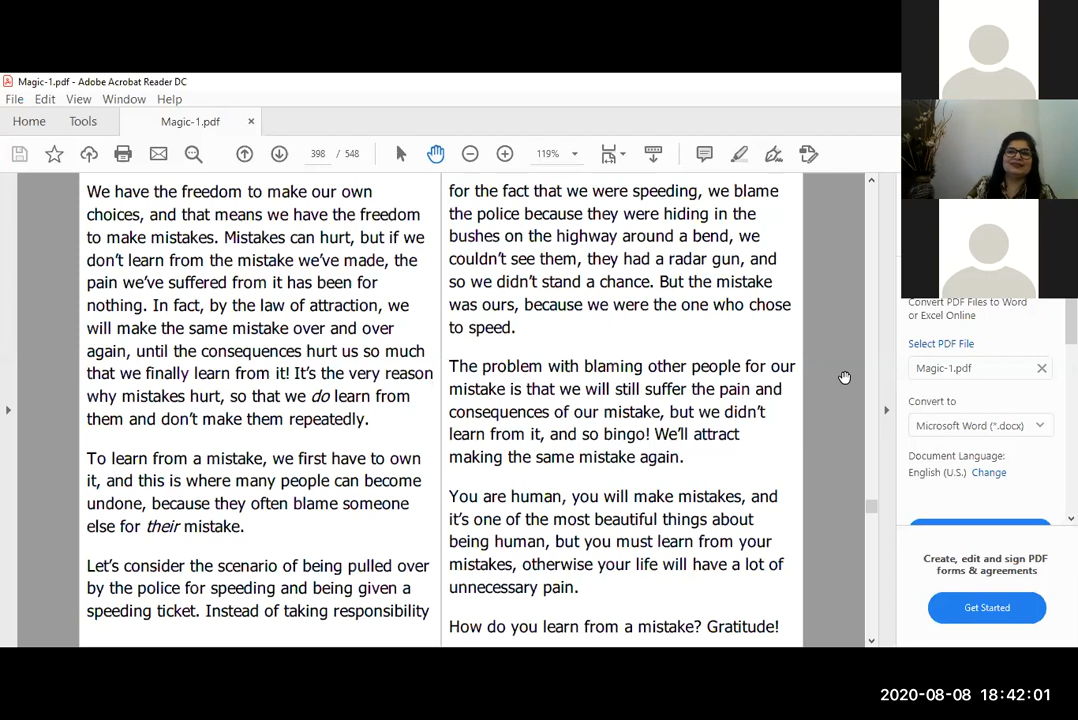 Magic-1.pdf - Adobe Acrobat Reader DC
File Edit View Window Help
Home Tools Magic-1.pdf ×
398 / 548 119%
We have the freedom to make our own
choices, and that means we have the freedom
to make mistakes. Mistakes can hurt, but if we
don't learn from the mistake we've made, the
pain we've suffered from it has been for
nothing. In fact, by the law of attraction, we
will make the same mistake over and over
again, until the consequences hurt us so much
that we finally learn from it! It's the very reason
why mistakes hurt, so that we do learn from
them and don't make them repeatedly.
To learn from a mistake, we first have to own
it, and this is where many people can become
undone, because they often blame someone
else for their mistake.
Let's consider the scenario of being pulled over
by the police for speeding and being given a
speeding ticket. Instead of taking responsibility
for the fact that we were speeding, we blame
the police because they were hiding in the
bushes on the highway around a bend, we
couldn't see them, they had a radar gun, and
so we didn't stand a chance. But the mistake
was ours, because we were the one who chose
to speed.
The problem with blaming other people for our
mistake is that we will still suffer the pain and
consequences of our mistake, but we didn't
learn from it, and so bingo! We'll attract
making the same mistake again.
You are human, you will make mistakes, and
it's one of the most beautiful things about
being human, but you must learn from your
mistakes, otherwise your life will have a lot of
unnecessary pain.
How do you learn from a mistake? Gratitude!
Convert PDF Files to Word
or Excel Online
Select PDF File
Magic-1.pdf
Convert to
Microsoft Word (*.docx)
Document Language:
English (U.S.) Change
Create, edit and sign PDF
forms & agreements
Get Started
2020-08-08 18:42:01